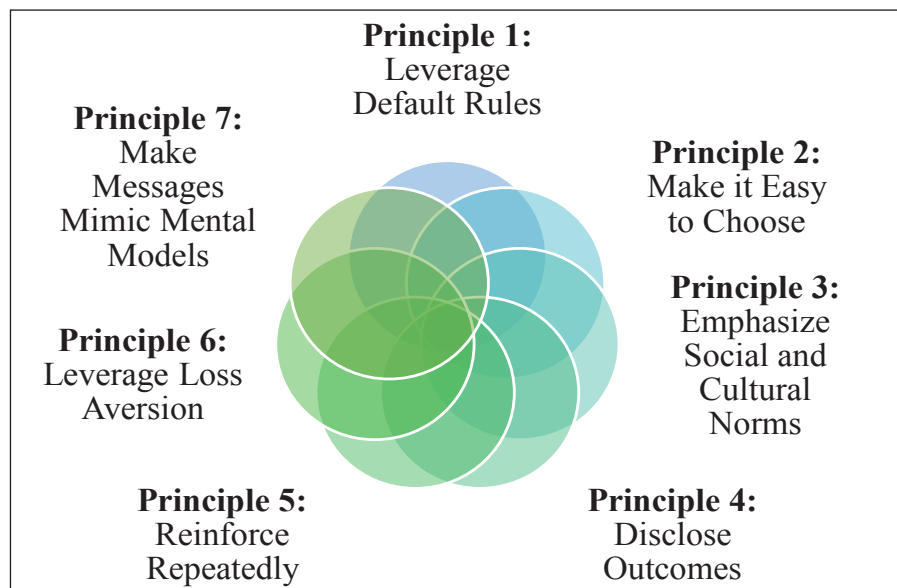 Principle 1:
Leverage
Default Rules
Principle 2:
Make it Easy
to Choose
Principle 3:
Emphasize
Social and
Cultural
Norms
Principle 4:
Disclose
Outcomes
Principle 5:
Reinforce
Repeatedly
Principle 6:
Leverage Loss
Aversion
Principle 7:
Make
Messages
Mimic Mental
Models